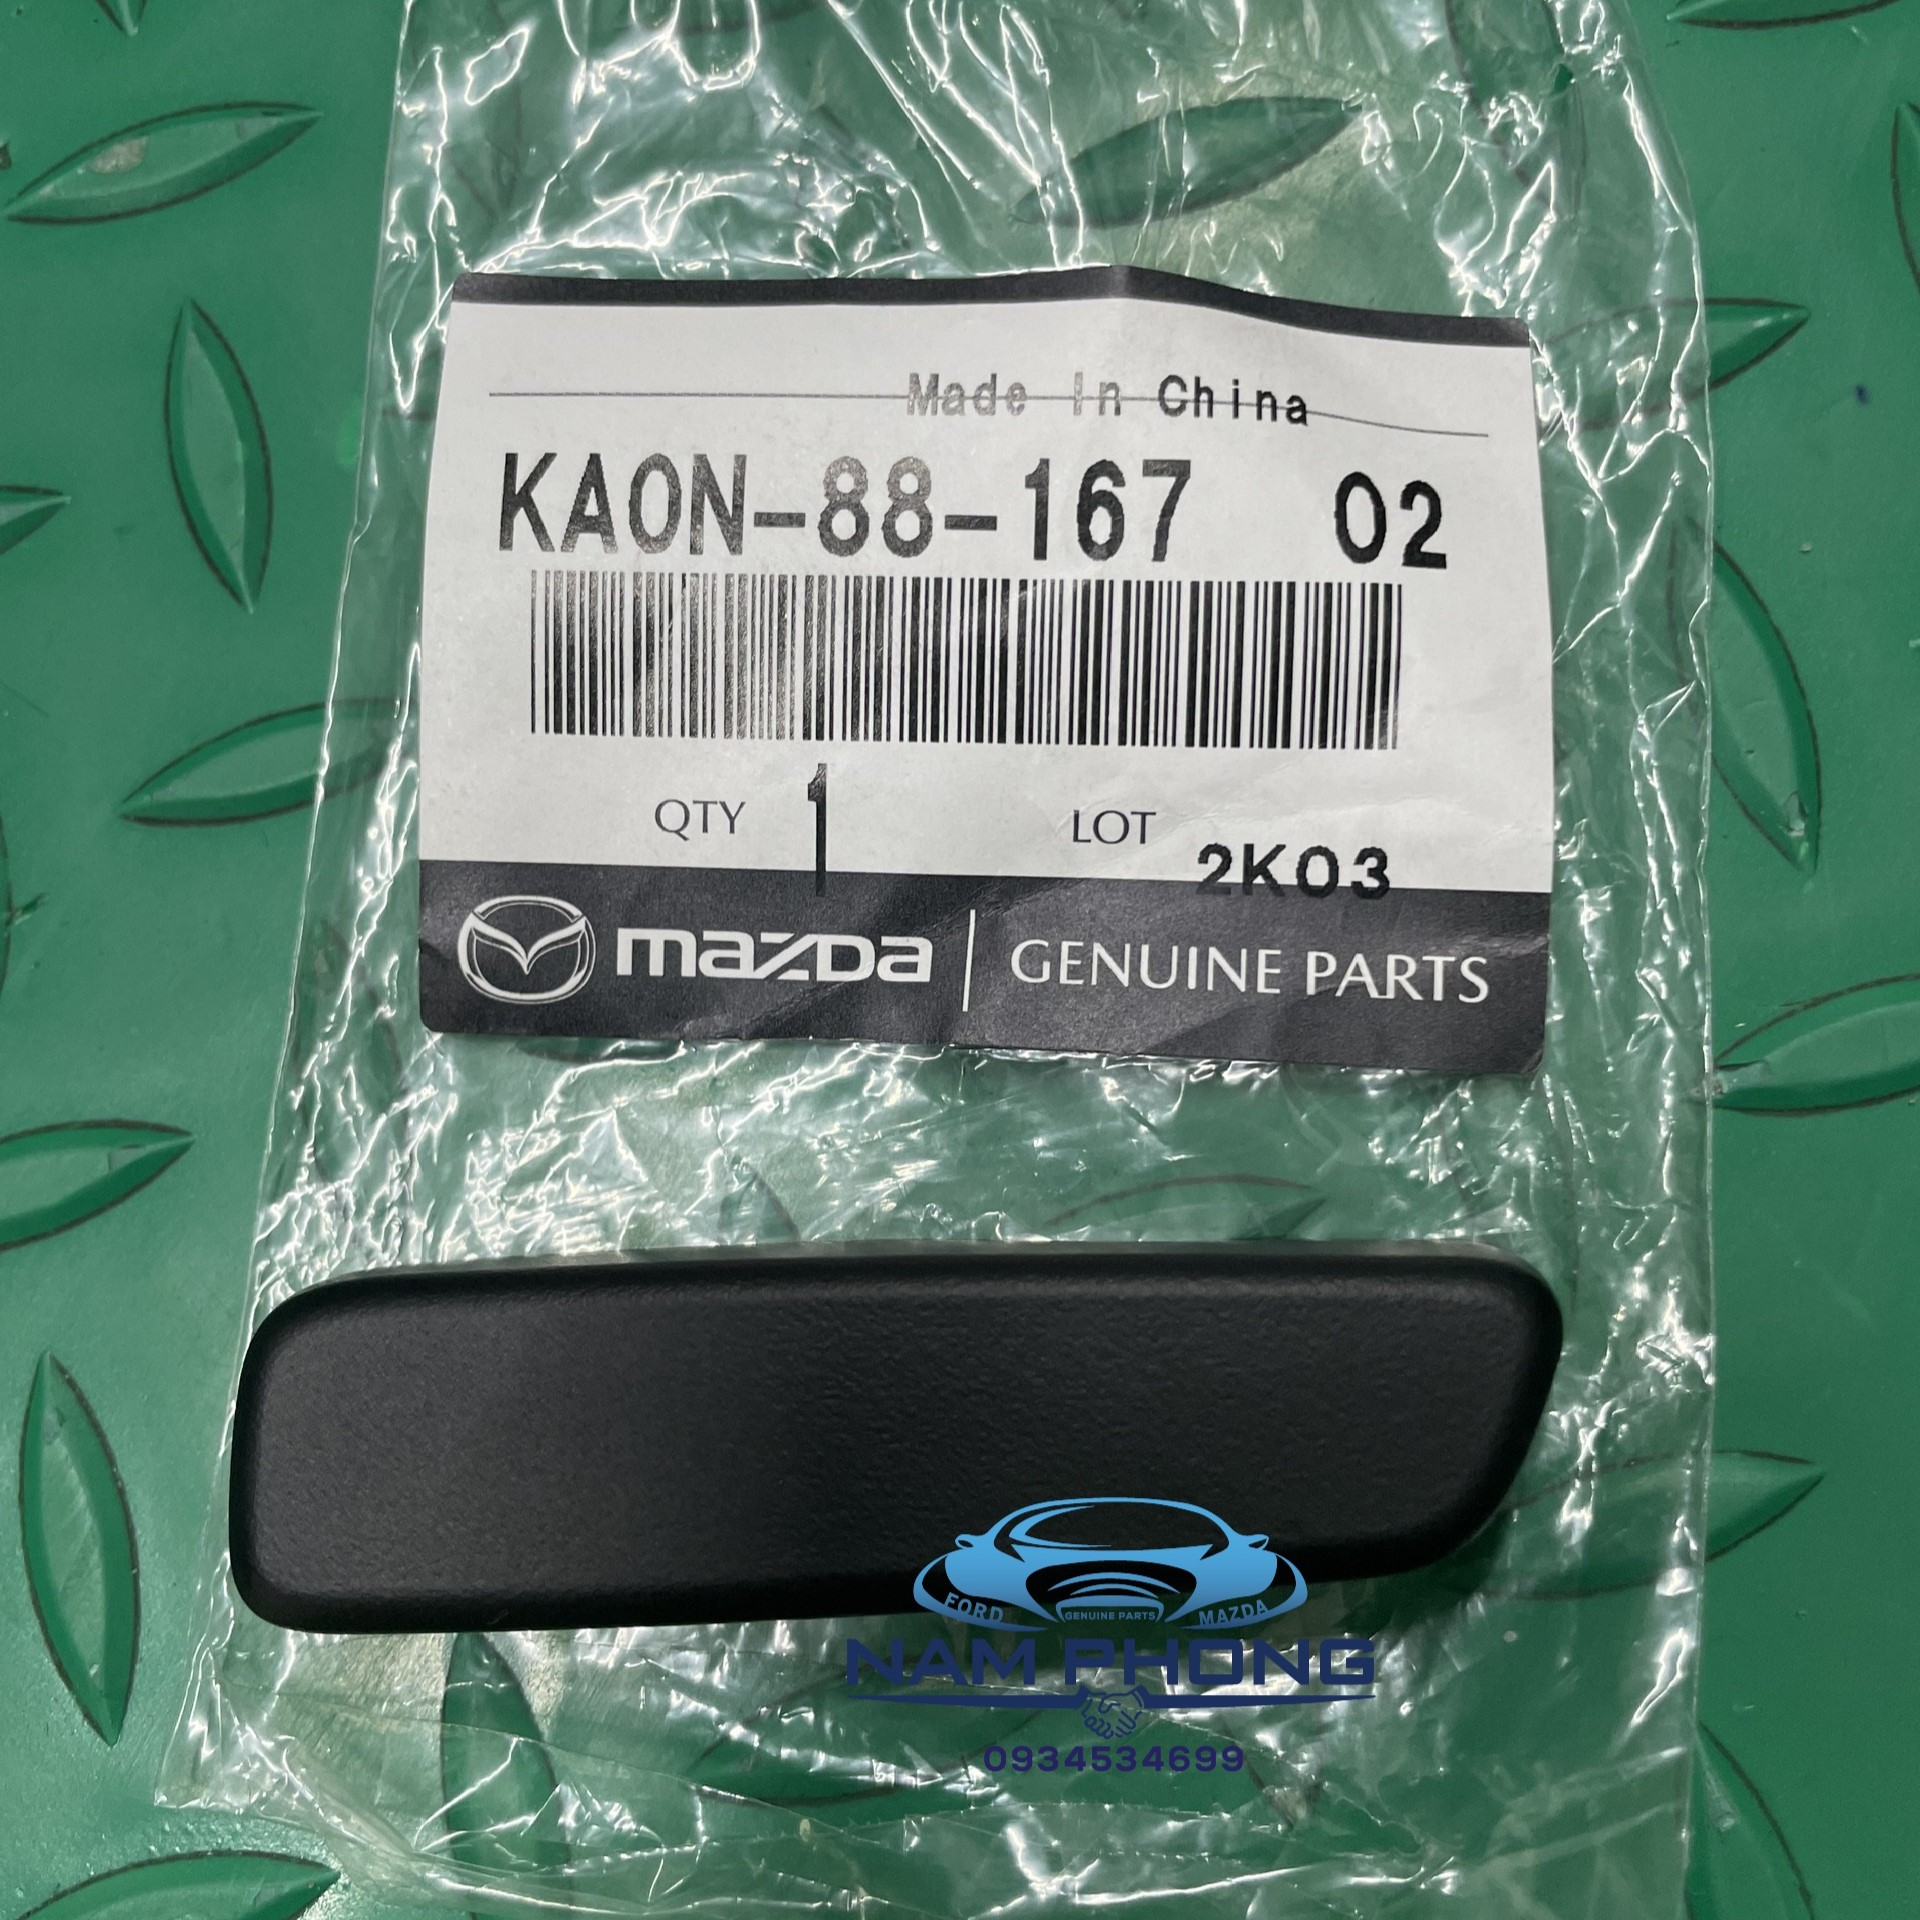 Made In China
KA0N-88-167 02
QTY 1 LOT 2K03
mazda GENUINE PARTS
FORD GENUINE PARTS MAZDA
NAM PHONG
0934534699